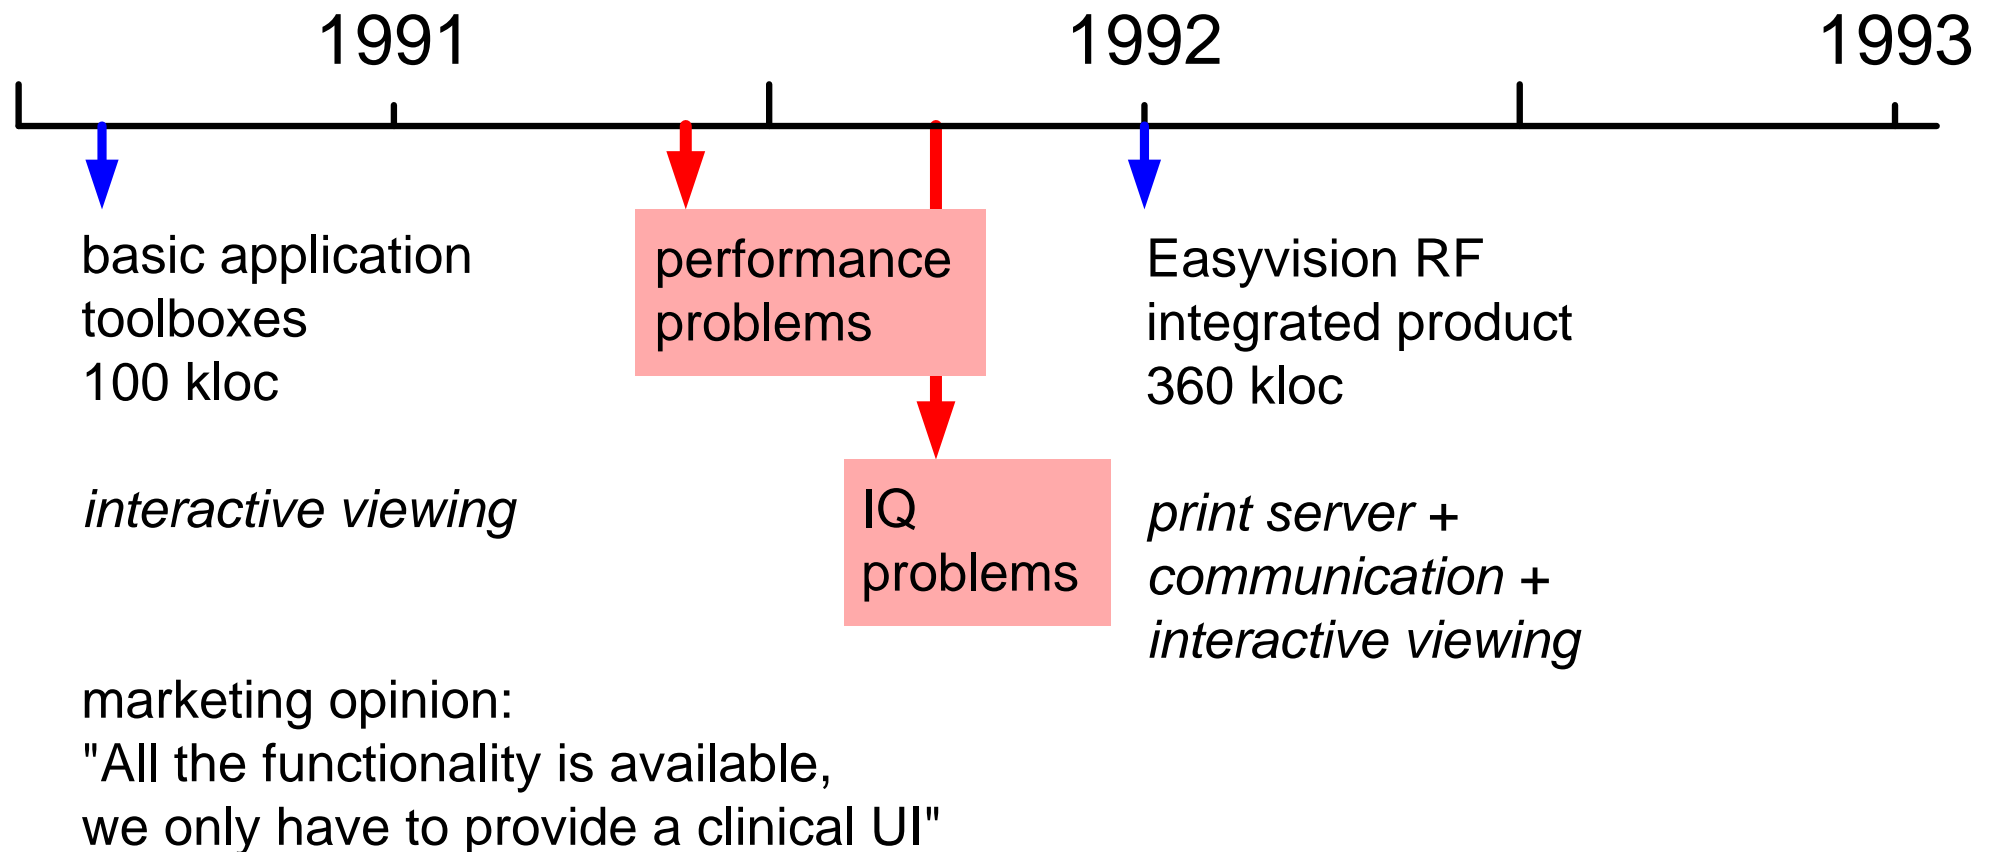 1991
1992
1993
basic application
toolboxes
100 kloc
interactive viewing
performance
problems
IQ
problems
Easyvision RF
integrated product
360 kloc
print server +
communication +
interactive viewing
marketing opinion:
"All the functionality is available,
we only have to provide a clinical UI"